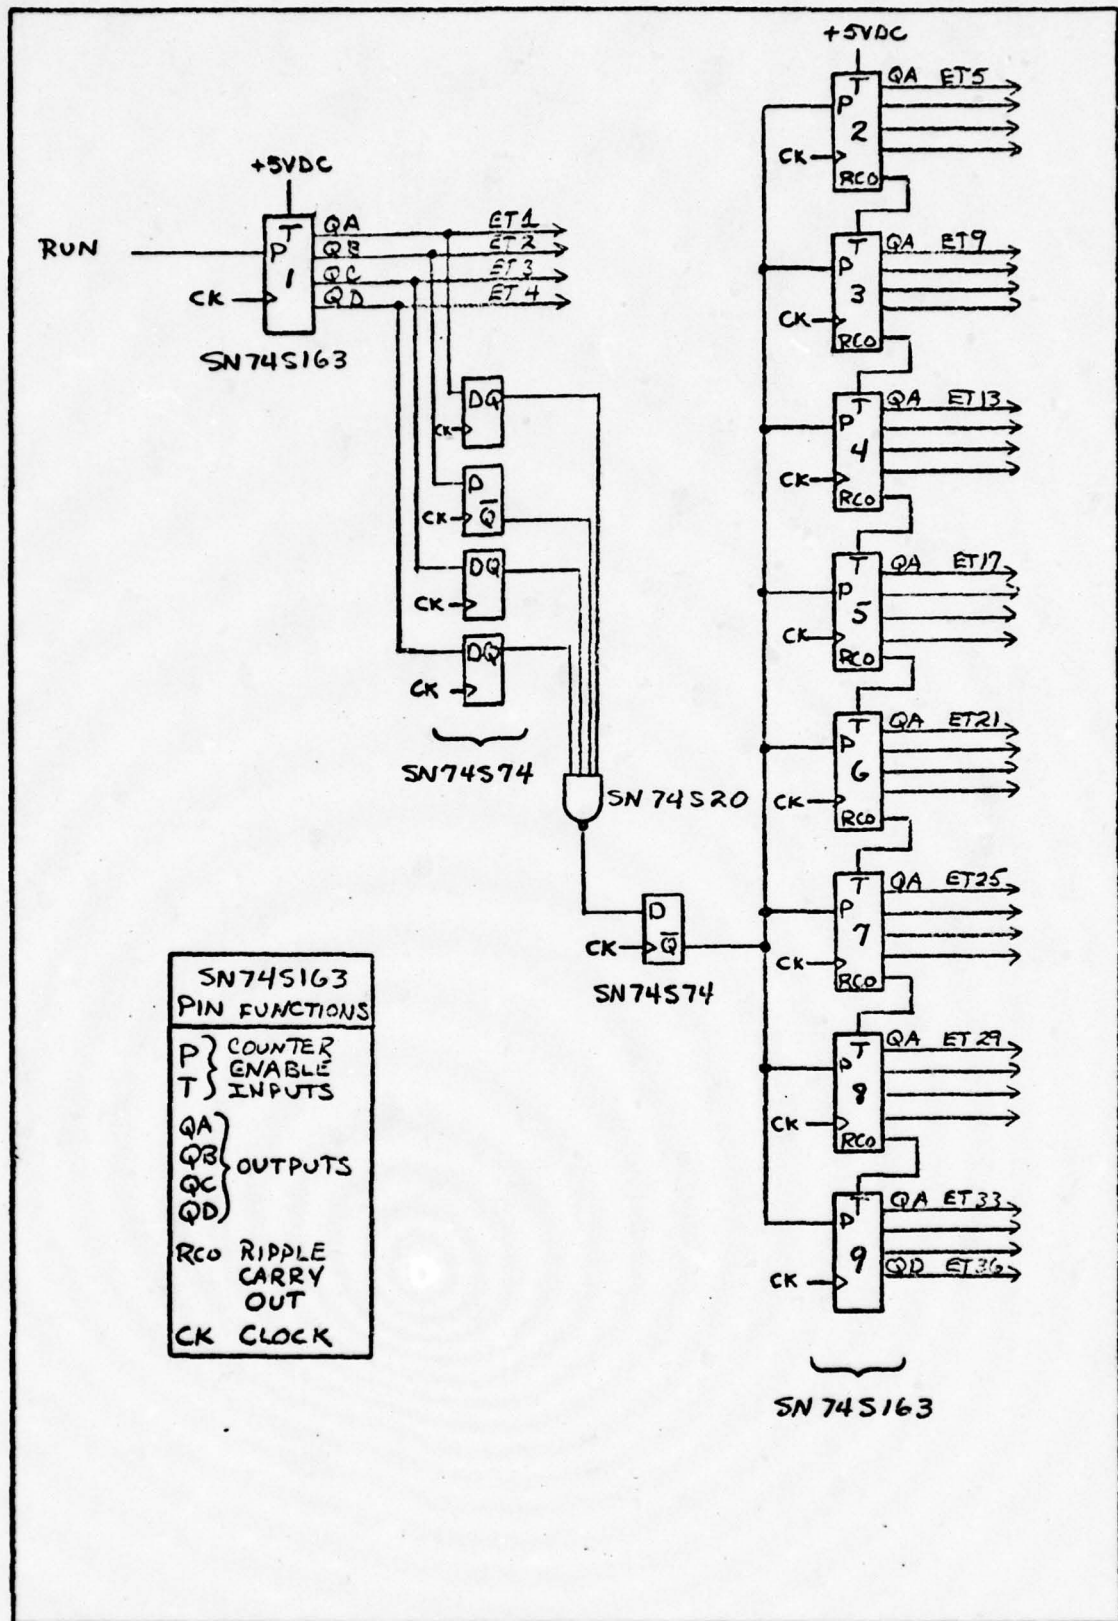 +5VDC
RUN
P
T
1
CK
QA ET1
QB ET2
QC ET3
QD ET4
SN74S163
D Q
CK
D
Q̅
CK
D Q
CK
D Q
CK
SN74S74
SN74S20
D
CK
Q̅
SN74S74
+5VDC
T
P
2
CK
RCO
QA ET5
T
P
3
CK
RCO
QA ET9
T
P
4
CK
RCO
QA ET13
T
P
5
CK
RCO
QA ET17
T
P
6
CK
RCO
QA ET21
T
P
7
CK
RCO
QA ET25
T
P
8
CK
RCO
QA ET29
T
P
9
CK
QA ET33
QD ET36
SN74S163
SN74S163
PIN FUNCTIONS
P } COUNTER
ENABLE
T } INPUTS
QA
QB
QC
QD
} OUTPUTS
RCO RIPPLE
CARRY
OUT
CK CLOCK